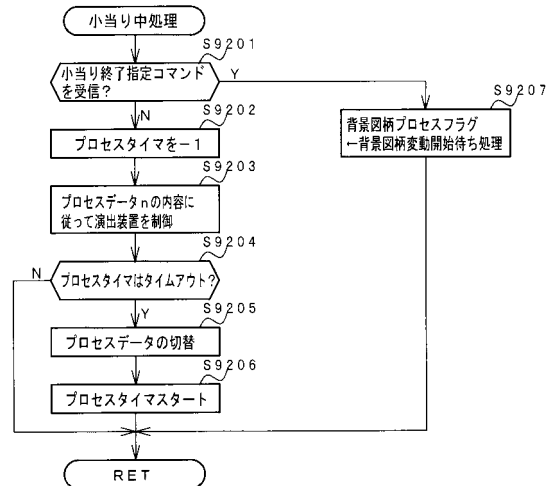 小当り中処理
S9201
小当り終了指定コマンド
を受信?
Y
N
S9202
プロセスタイマを－1
S9203
プロセスデータnの内容に
従って演出装置を制御
S9204
N
プロセスタイマはタイムアウト?
Y
S9205
プロセスデータの切替
S9206
プロセスタイマスタート
S9207
背景図柄プロセスフラグ
←背景図柄変動開始待ち処理
RET